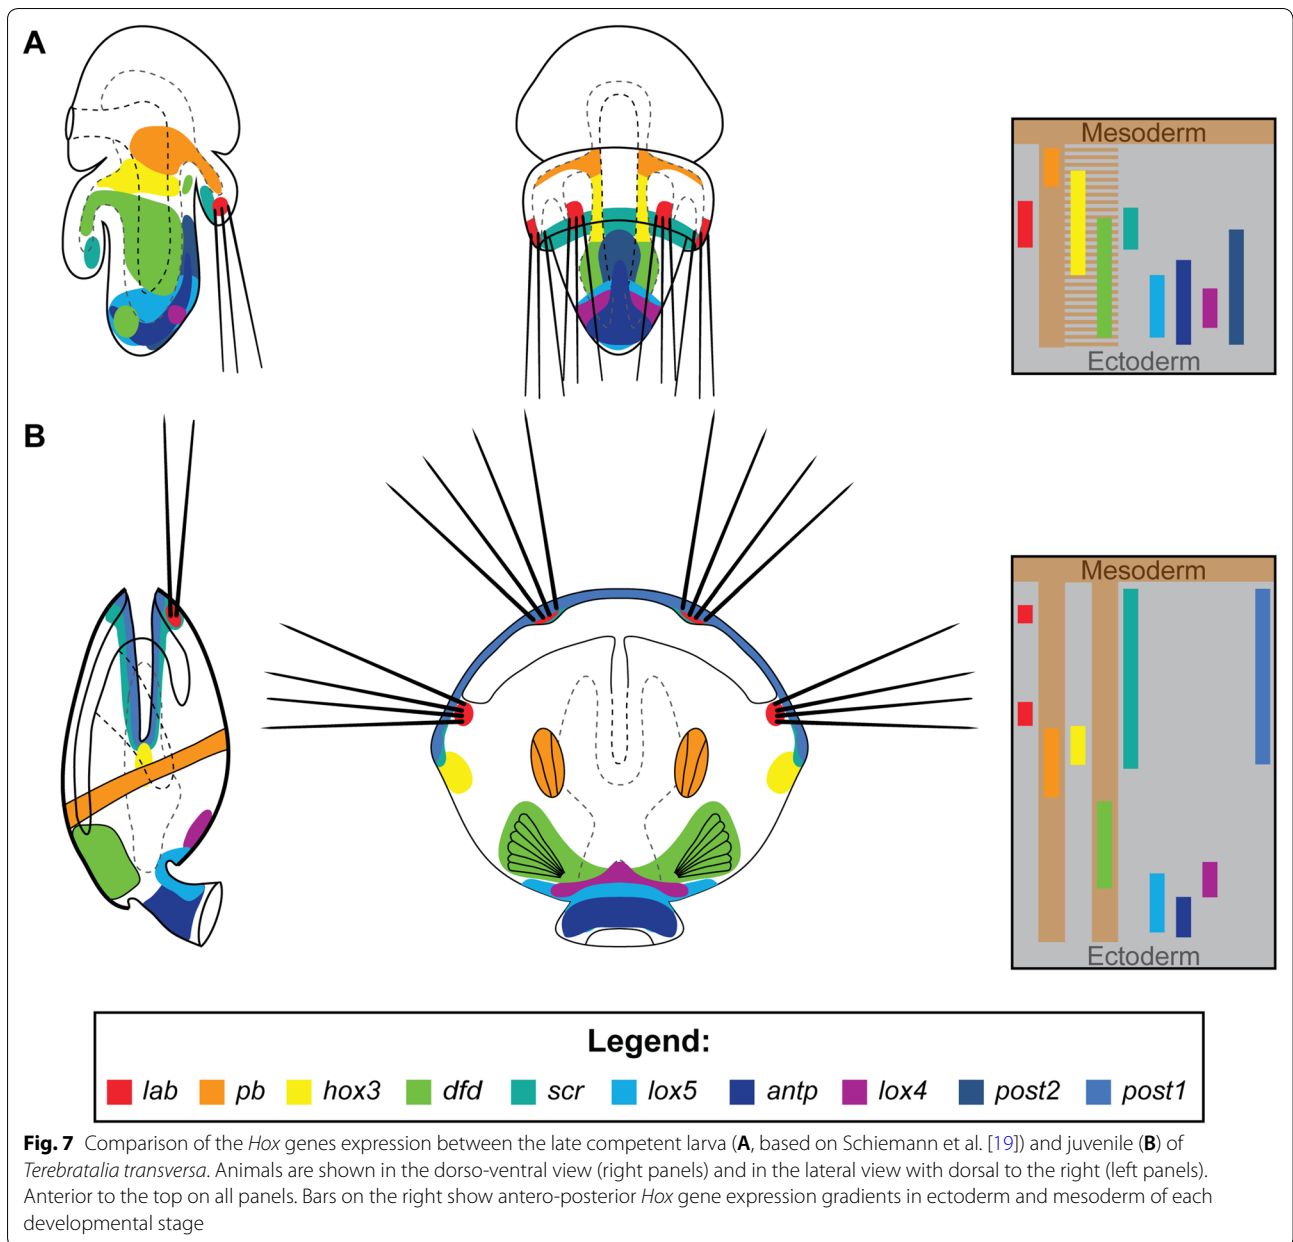 A
Mesoderm
Ectoderm
B
Mesoderm
Ectoderm
Legend:
lab pb hox3 dfd scr lox5 antp lox4 post2 post1
Fig. 7 Comparison of the Hox genes expression between the late competent larva (A, based on Schiemann et al. [19]) and juvenile (B) of
Terebratalia transversa. Animals are shown in the dorso-ventral view (right panels) and in the lateral view with dorsal to the right (left panels).
Anterior to the top on all panels. Bars on the right show antero-posterior Hox gene expression gradients in ectoderm and mesoderm of each
developmental stage